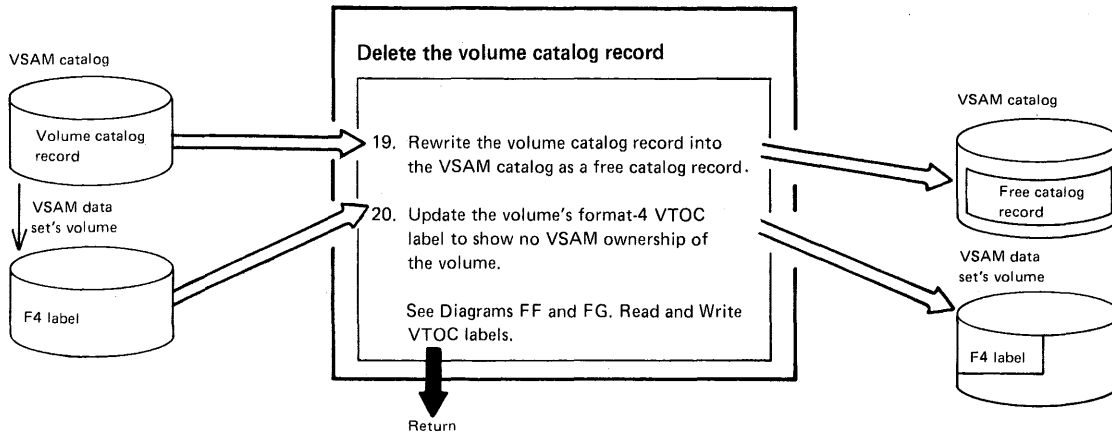 VSAM catalog
Volume catalog
record
VSAM data
set's volume
F4 label
Delete the volume catalog record
19. Rewrite the volume catalog record into
the VSAM catalog as a free catalog record.
20. Update the volume's format-4 VTOC
label to show no VSAM ownership of
the volume.
See Diagrams FF and FG. Read and Write
VTOC labels.
Return
VSAM catalog
Free catalog
record
VSAM data
set's volume
F4 label